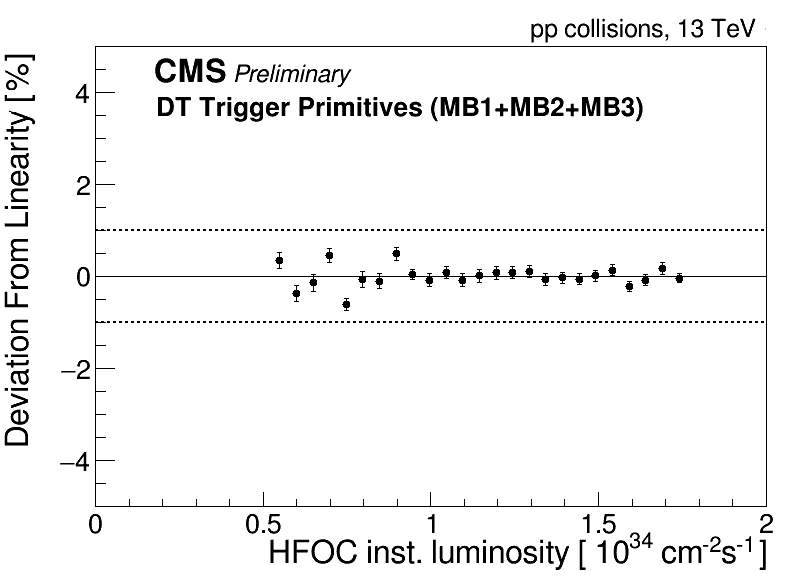 pp collisions, 13 TeV
CMS Preliminary
DT Trigger Primitives (MB1+MB2+MB3)
Deviation From Linearity [%]
4
2
0
−2
−4
0 0.5 1 1.5 2
HFOC inst. luminosity [ 10³⁴ cm⁻²s⁻¹]